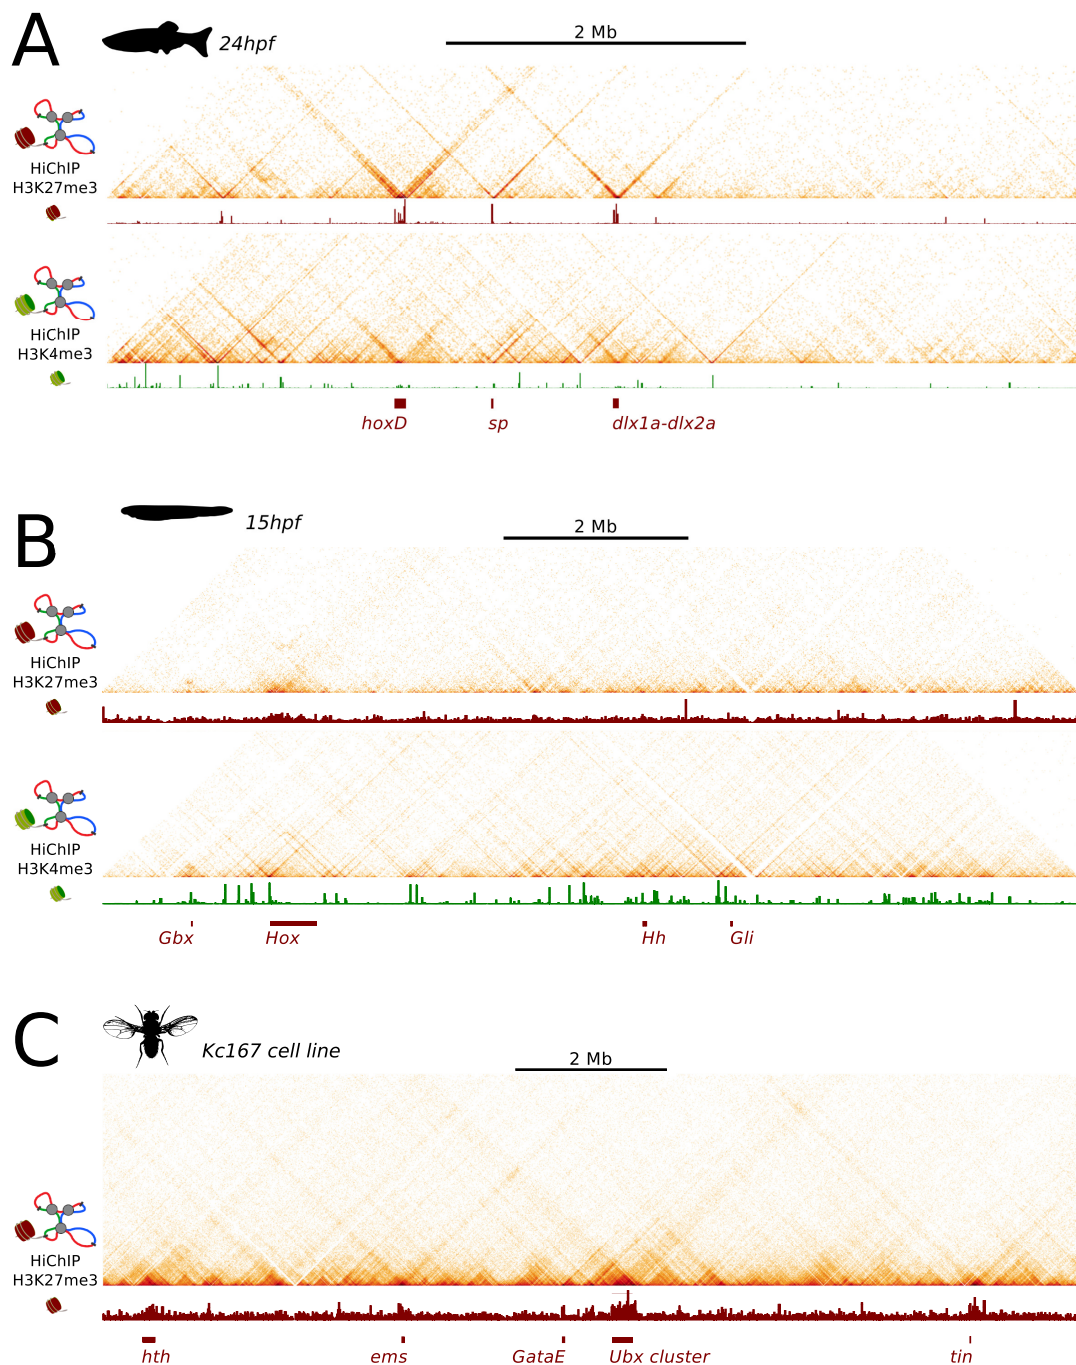 A
24hpf
2 Mb
HiChIP
H3K27me3
HiChIP
H3K4me3
hoxD
sp
dlx1a-dlx2a
B
15hpf
2 Mb
HiChIP
H3K27me3
HiChIP
H3K4me3
Gbx
Hox
Hh
Gli
C
Kc167 cell line
2 Mb
HiChIP
H3K27me3
hth
ems
GataE
Ubx cluster
tin